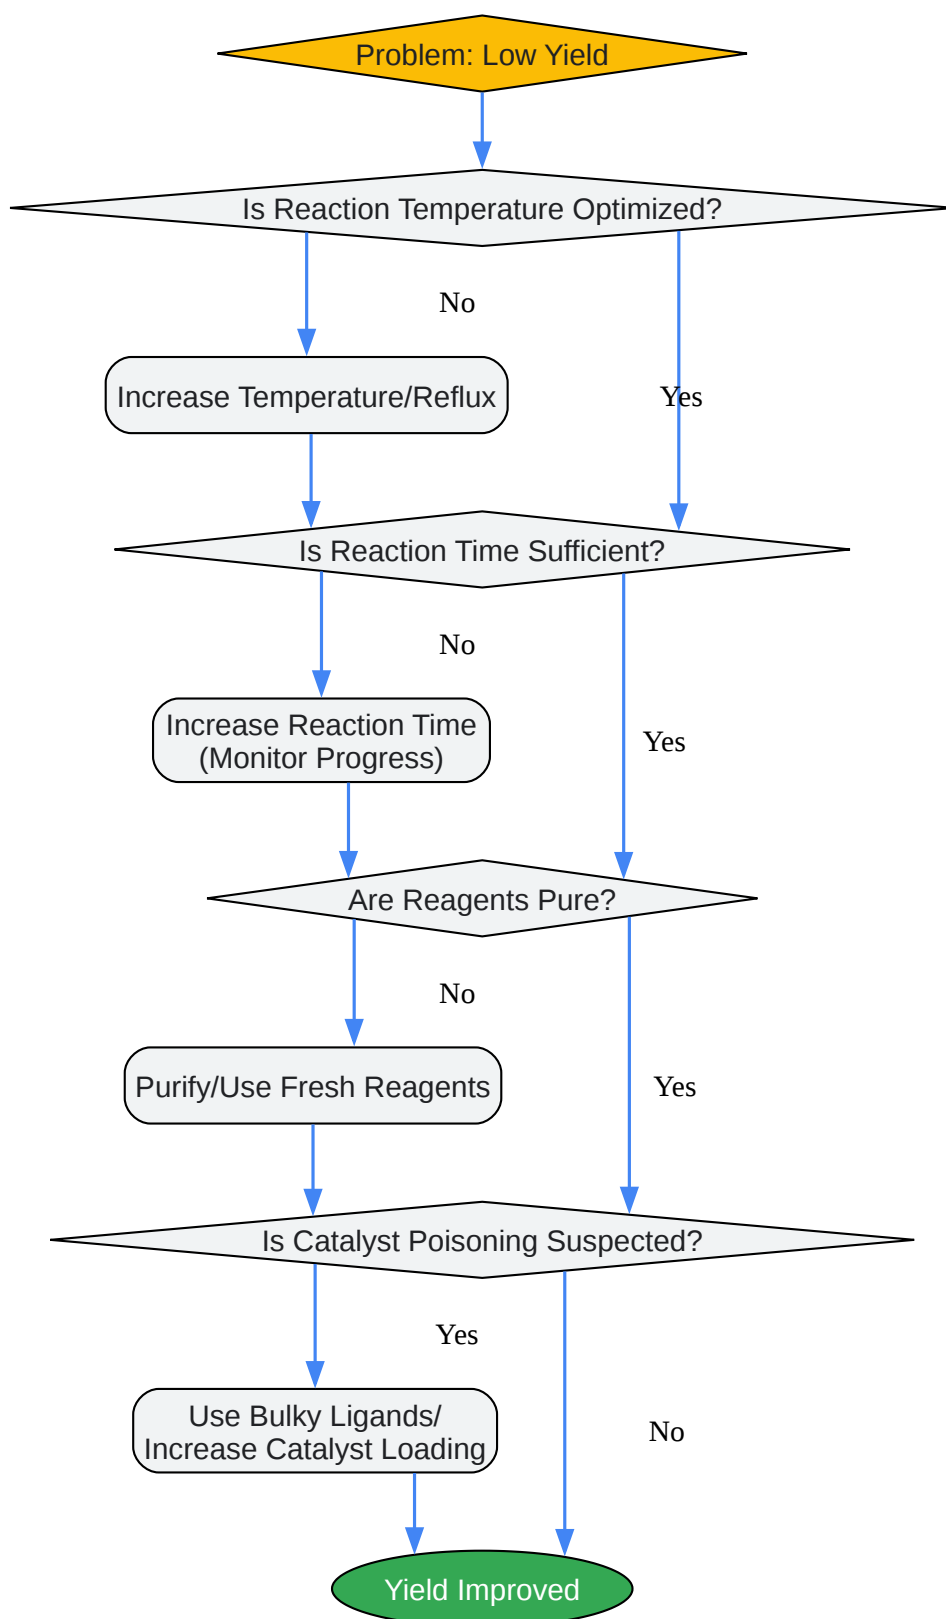 Problem: Low Yield
Is Reaction Temperature Optimized?
No
Increase Temperature/Reflux
Yes
Is Reaction Time Sufficient?
No
Increase Reaction Time
(Monitor Progress)
Yes
Are Reagents Pure?
No
Purify/Use Fresh Reagents
Yes
Is Catalyst Poisoning Suspected?
Yes
Use Bulky Ligands/
Increase Catalyst Loading
No
Yield Improved